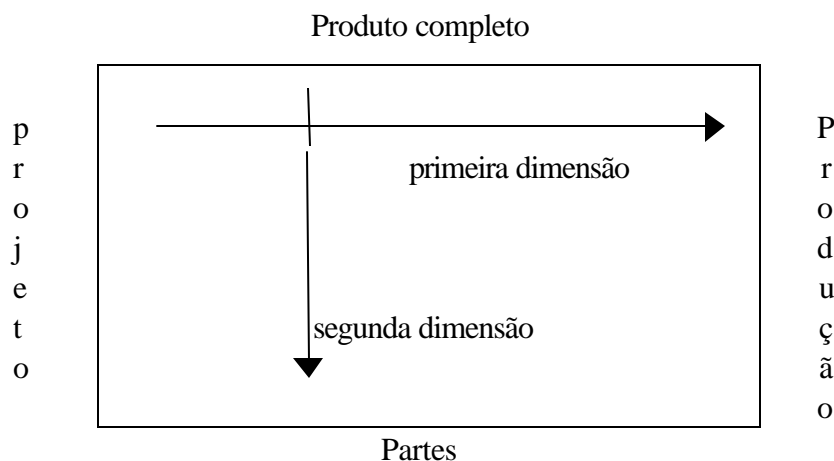 Produto completo
projeto
primeira dimensão
segunda dimensão
Produção
Partes